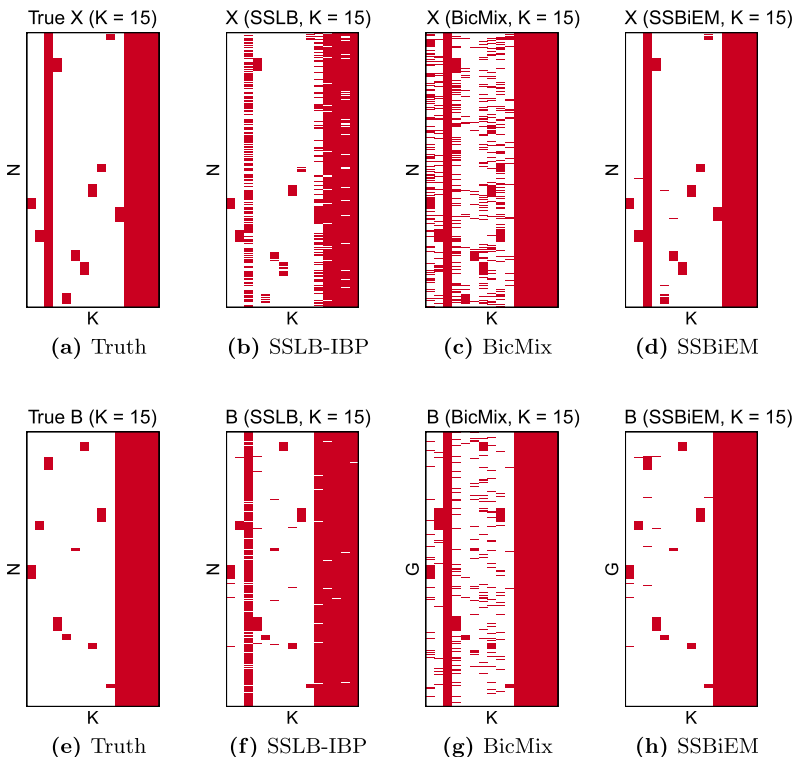 True X (K = 15)
X (SSLB, K = 15)
X (BicMix, K = 15)
X (SSBiEM, K = 15)
N
N
N
N
K
K
K
K
(a) Truth
(b) SSLB-IBP
(c) BicMix
(d) SSBiEM
True B (K = 15)
B (SSLB, K = 15)
B (BicMix, K = 15)
B (SSBiEM, K = 15)
N
N
G
G
K
K
K
K
(e) Truth
(f) SSLB-IBP
(g) BicMix
(h) SSBiEM